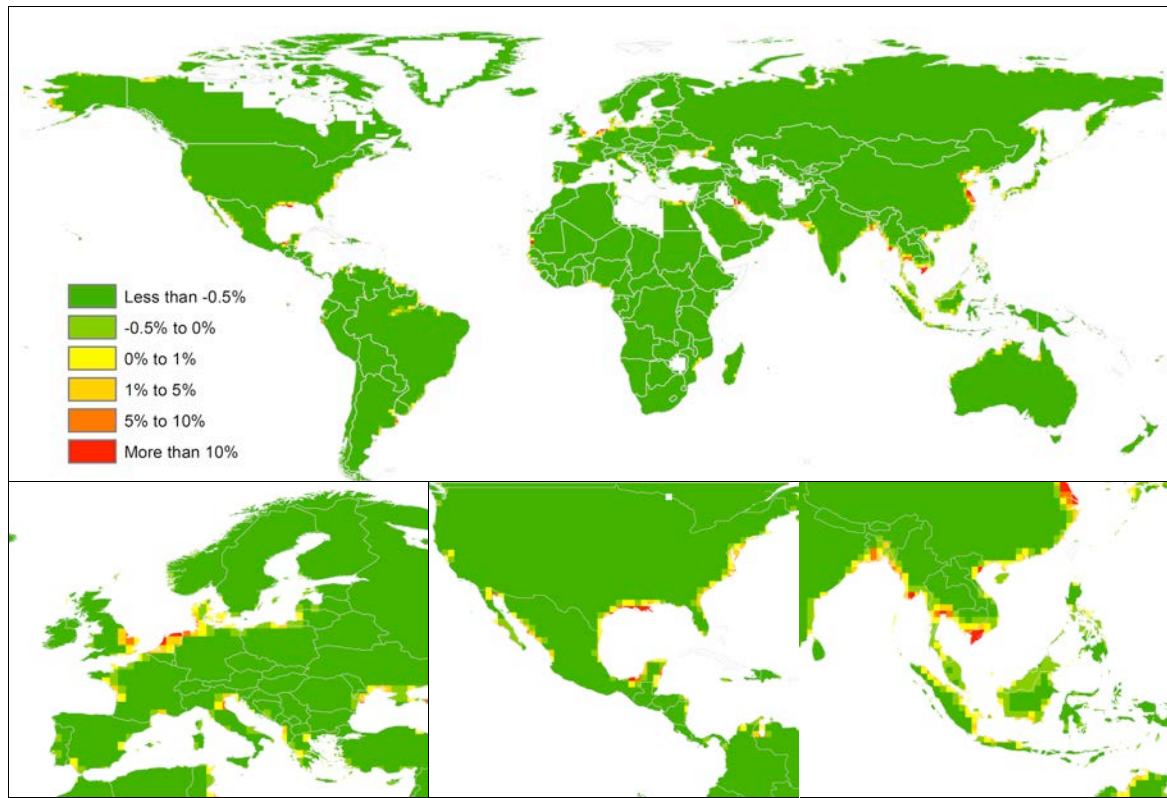 Less than -0.5%
-0.5% to 0%
0% to 1%
1% to 5%
5% to 10%
More than 10%